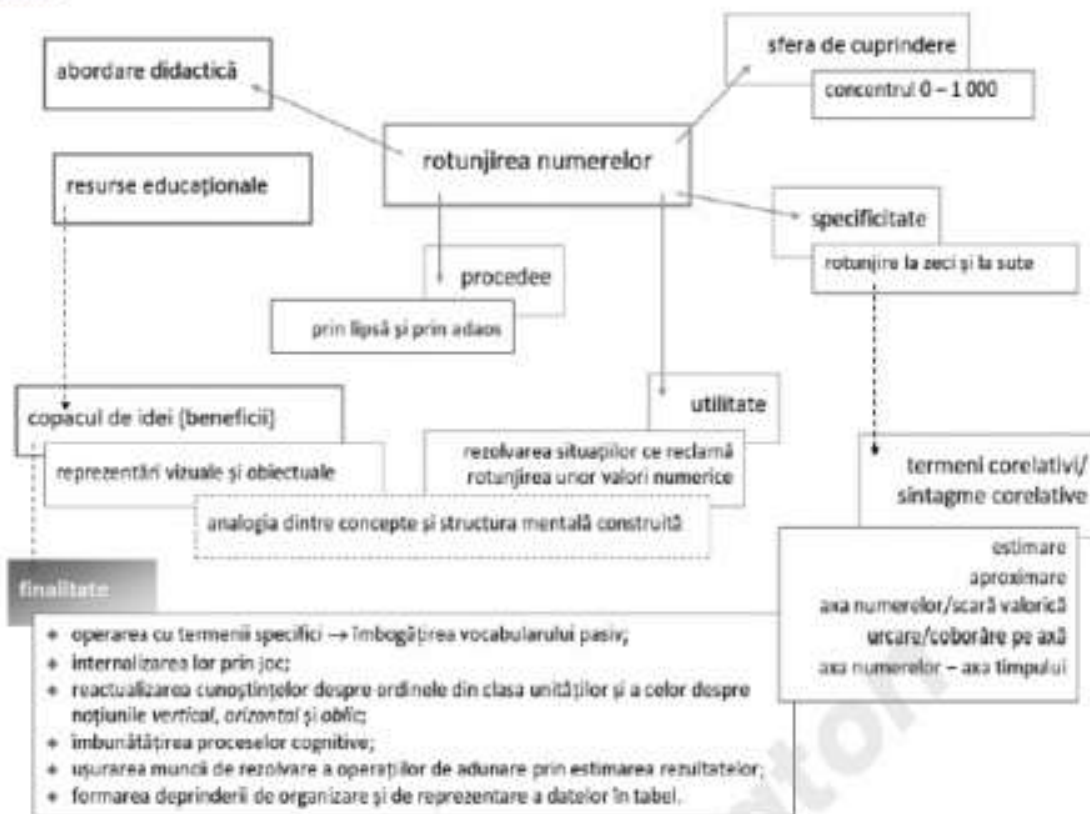 abordare didactică
sfera de cuprindere
concentrul 0 – 1 000
rotunjirea numerelor
resurse educaționale
specificitate
rotunjire la zeci și la sute
procedee
prin lipsă și prin adaos
copacul de idei (beneficii)
reprezentări vizuale și obiectuale
utilitate
rezolvarea situațiilor ce reclamă
rotunjirea unor valori numerice
analogia dintre concepte și structura mentală construită
termeni corelativi/
sintagme corelative
estimare
aproximare
axa numerelor/scară valorică
urcare/coborâre pe axă
axa numerelor – axa timpului
finalitate
operarea cu termenii specifici → îmbogățirea vocabularului pasiv;
internalizarea lor prin joc;
reactualizarea cunoștințelor despre ordinele din clasa unităților și a celor despre
noțiunile vertical, orizontal și oblic;
îmbunătățirea proceselor cognitive;
ușurarea muncii de rezolvare a operațiilor de adunare prin estimarea rezultatelor;
formarea deprinderii de organizare și de reprezentare a datelor în tabel.